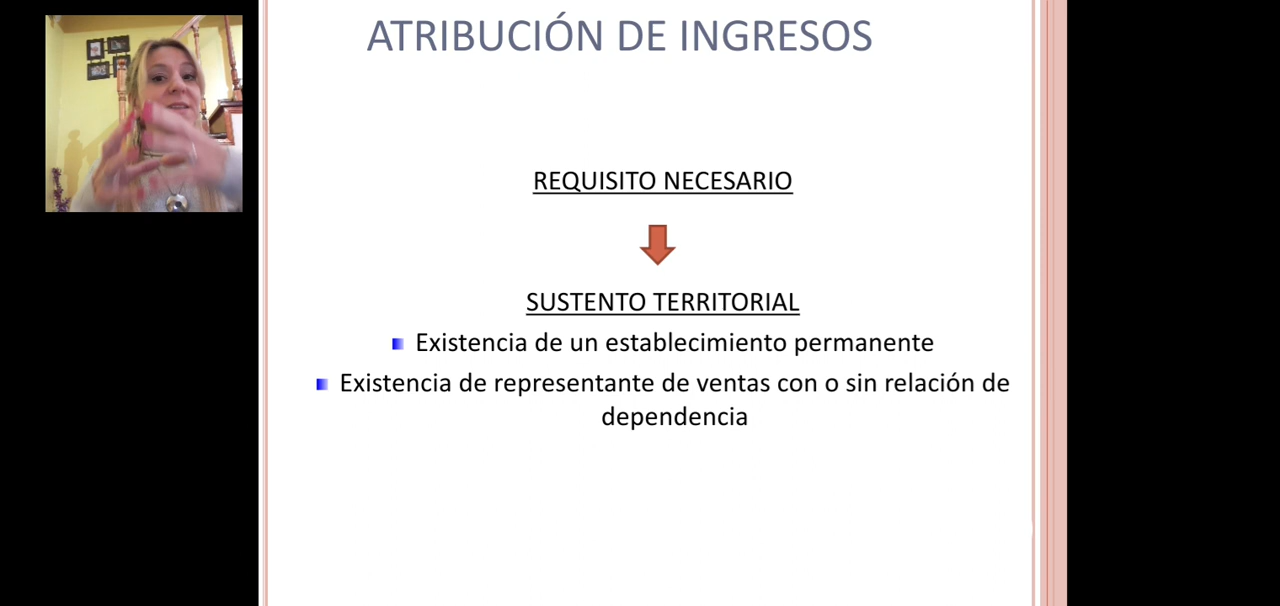 ATRIBUCIÓN DE INGRESOS
REQUISITO NECESARIO
SUSTENTO TERRITORIAL
Existencia de un establecimiento permanente
Existencia de representante de ventas con o sin relación de
dependencia